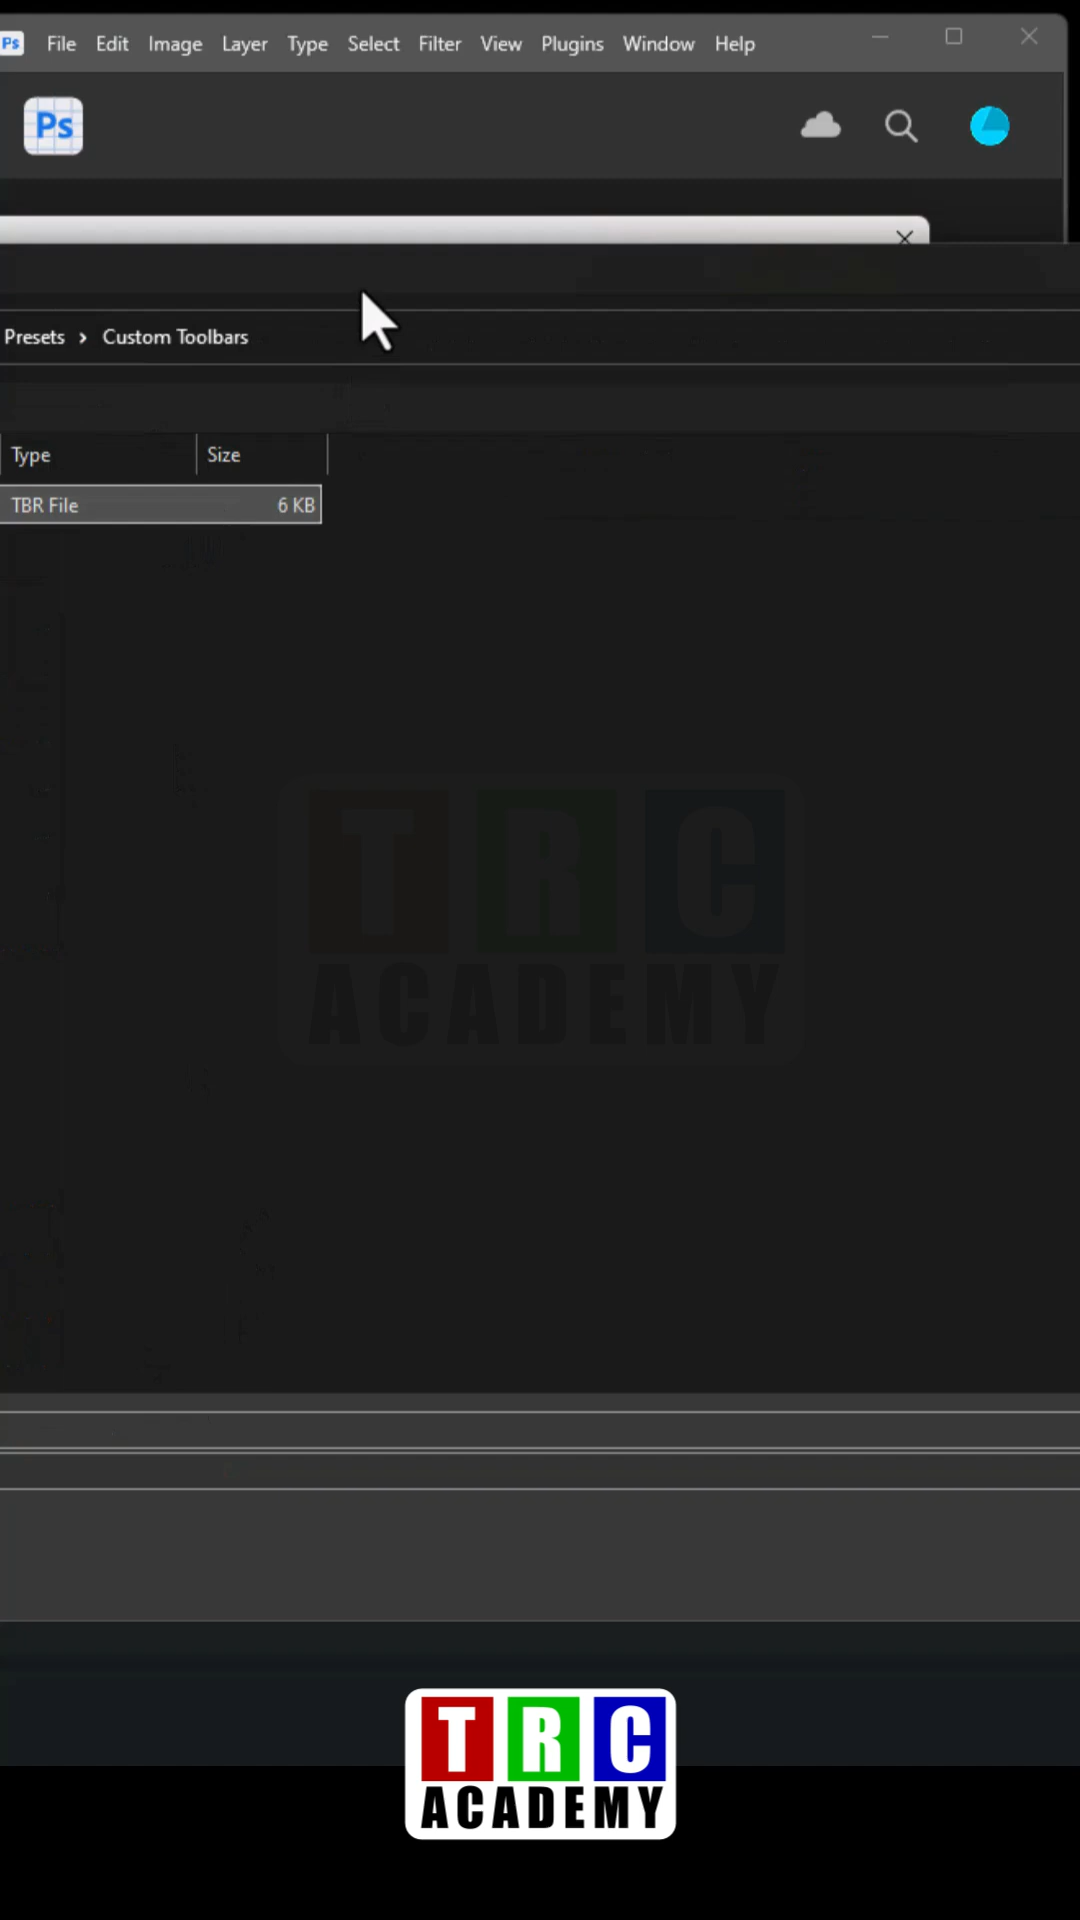 Ps File Edit Image Layer Type Select Filter View Plugins Window Help
Ps
Presets › Custom Toolbars
Type Size
TBR File 6 KB
TRC
ACADEMY
TRC
ACADEMY